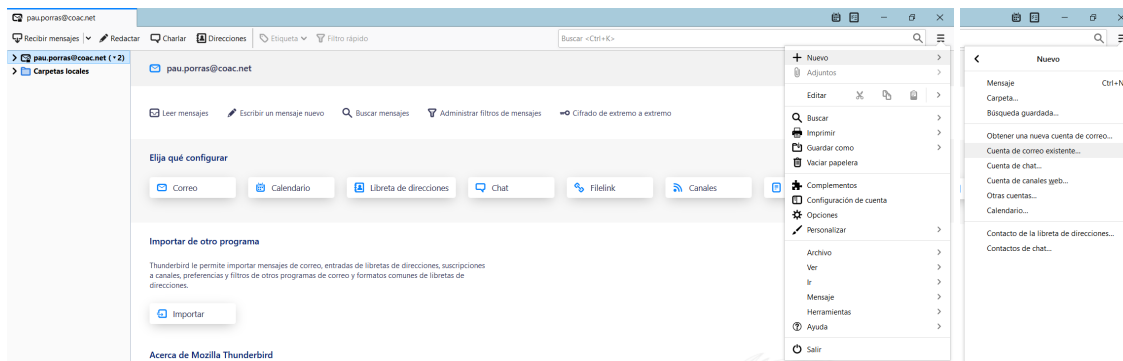 pau.porras@coac.net
Recibir mensajes Redactar Charlar Direcciones Etiqueta Filtro rápido Buscar <Ctrl+K>
pau.porras@coac.net (2)
Carpetas locales
pau.porras@coac.net
Leer mensajes Escribir un mensaje nuevo Buscar mensajes Administrar filtros de mensajes Cifrado de extremo a extremo
Elija qué configurar
Correo Calendario Libreta de direcciones Chat Filelink Canales
Importar de otro programa
Thunderbird le permite importar mensajes de correo, entradas de libretas de direcciones, suscripciones
a canales, preferencias y filtros de otros programas de correo y formatos comunes de libretas de
direcciones.
Importar
Acerca de Mozilla Thunderbird
Nuevo
Adjuntos
Editar
Buscar
Imprimir
Guardar como
Vaciar papelera
Complementos
Configuración de cuenta
Opciones
Personalizar
Archivo
Ver
Ir
Mensaje
Herramientas
Ayuda
Salir
Nuevo
Mensaje Ctrl+N
Carpeta...
Búsqueda guardada...
Obtener una nueva cuenta de correo...
Cuenta de correo existente...
Cuenta de chat...
Cuenta de canales web...
Otras cuentas...
Calendario...
Contacto de la libreta de direcciones...
Contactos de chat...